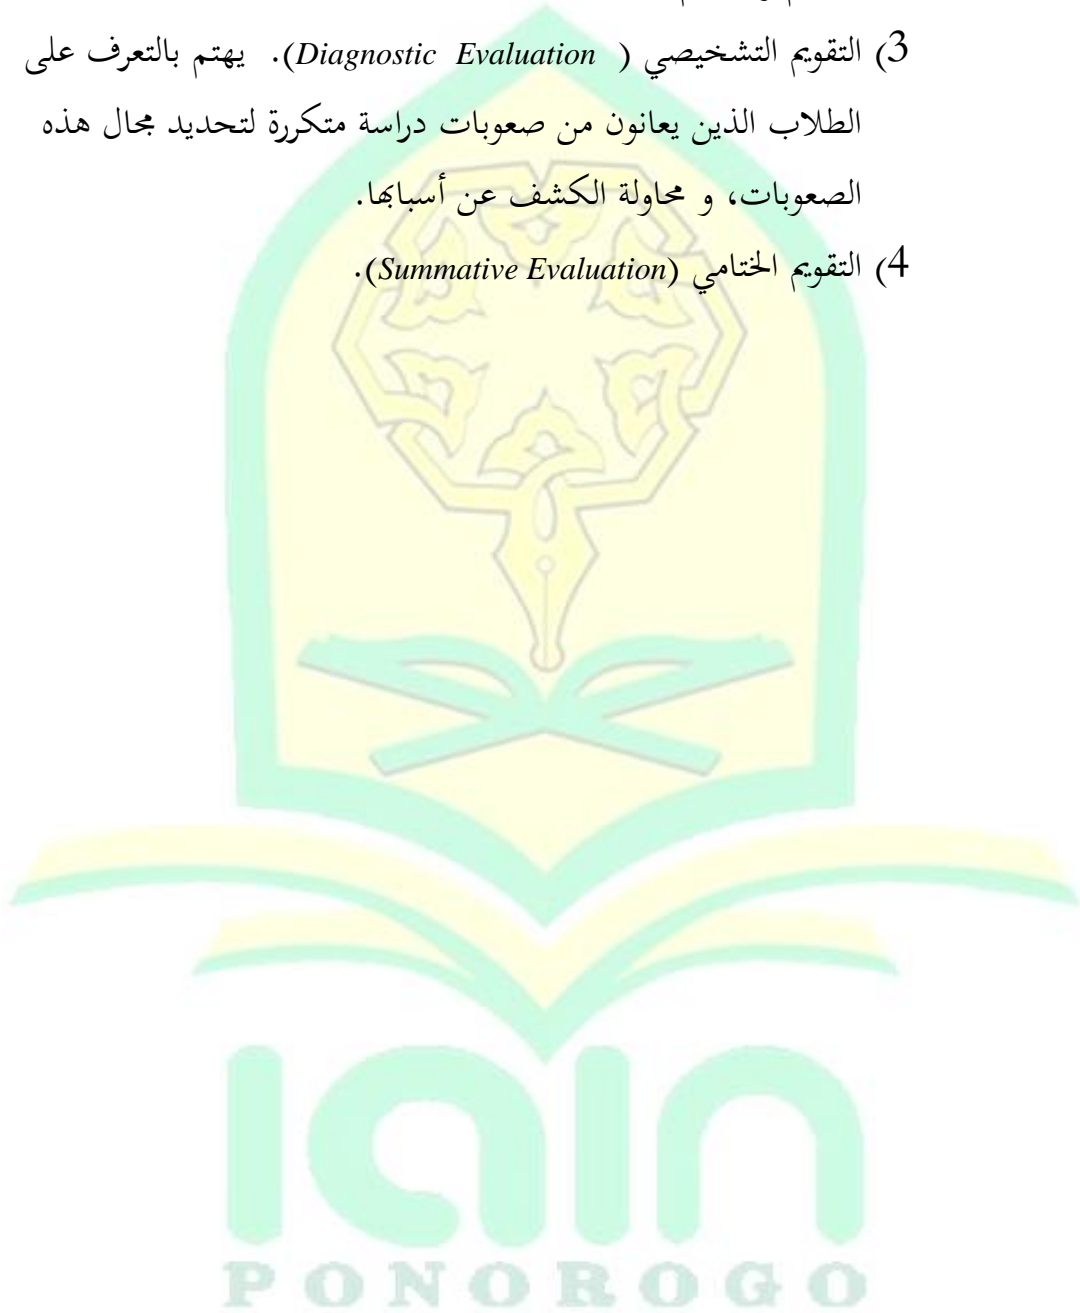 3) التقويم التشخيصي ( Diagnostic Evaluation). يهتم بالتعرف على
الطلاب الذين يعانون من صعوبات دراسة متكررة لتحديد مجال هذه
الصعوبات، و محاولة الكشف عن أسبابها.
4) التقويم الختامي (Summative Evaluation).
iain
PONOROGO